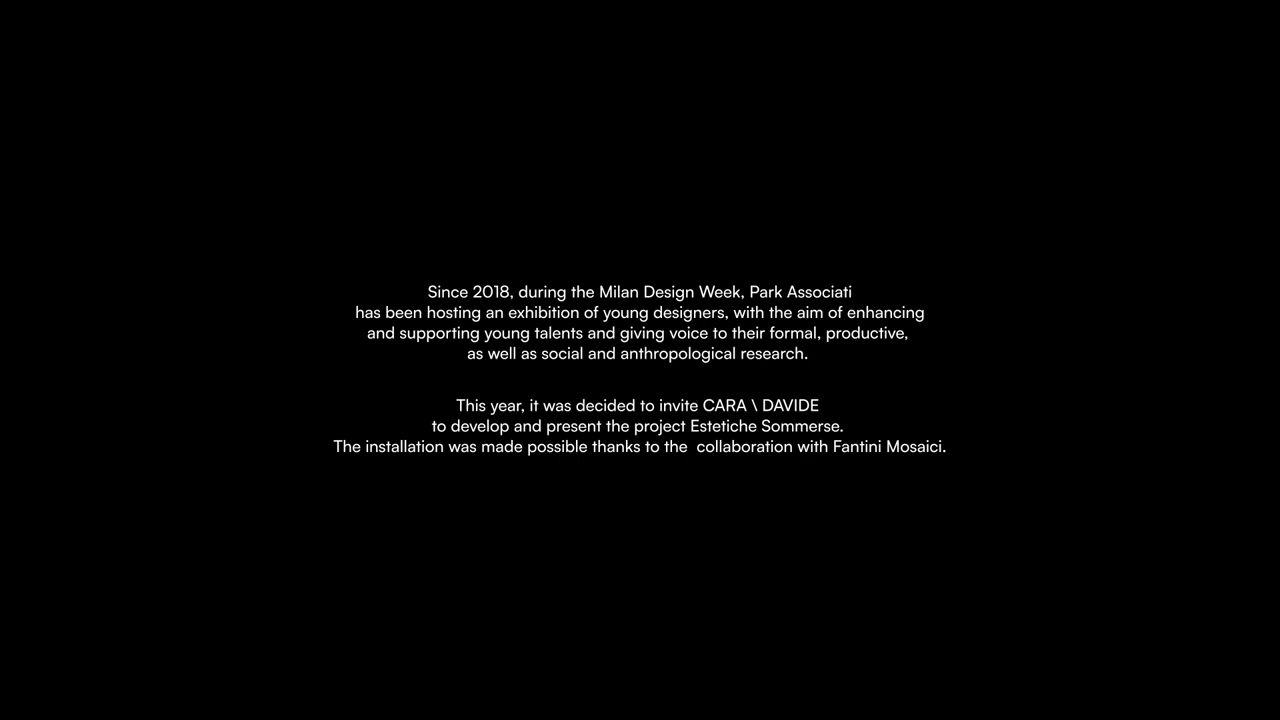 Since 2018, during the Milan Design Week, Park Associati
has been hosting an exhibition of young designers, with the aim of enhancing
and supporting young talents and giving voice to their formal, productive,
as well as social and anthropological research.
This year, it was decided to invite CARA \ DAVIDE
to develop and present the project Estetiche Sommerse.
The installation was made possible thanks to the  collaboration with Fantini Mosaici.